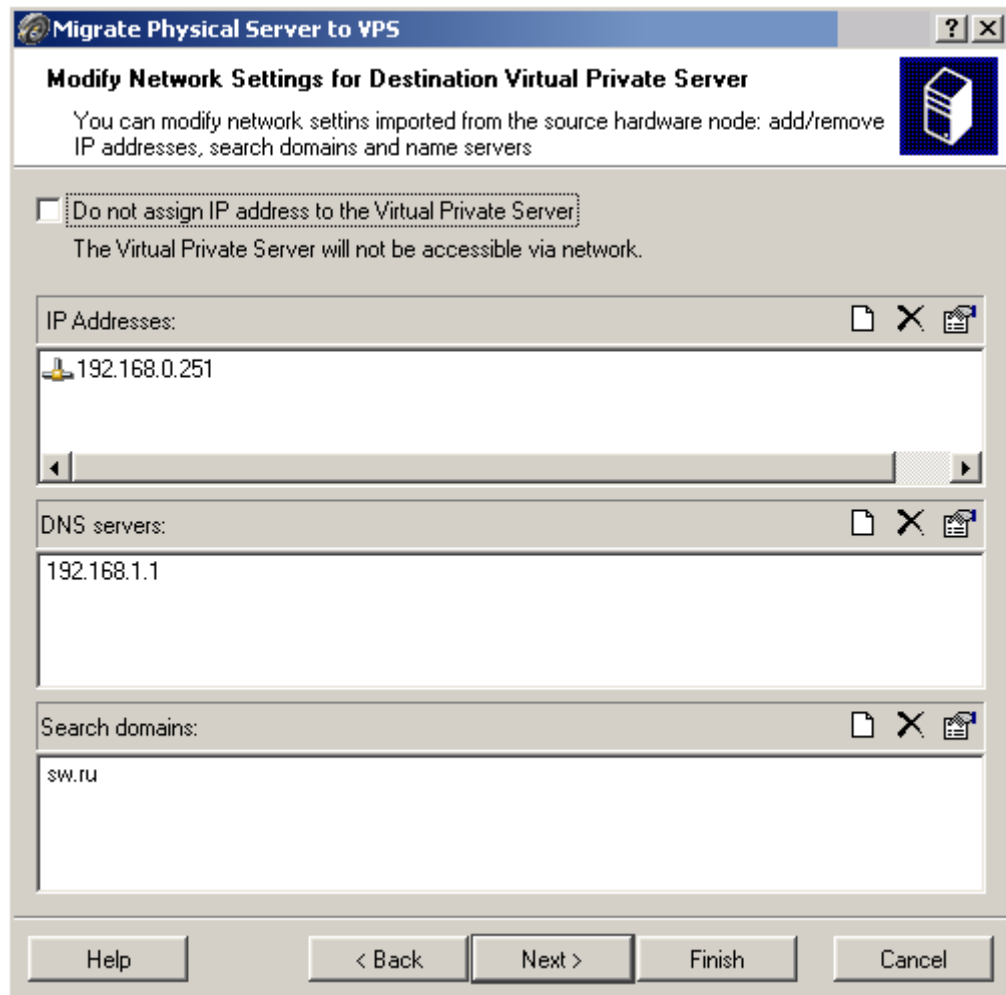 Migrate Physical Server to VPS
Modify Network Settings for Destination Virtual Private Server
You can modify network settins imported from the source hardware node: add/remove
IP addresses, search domains and name servers
Do not assign IP address to the Virtual Private Server
The Virtual Private Server will not be accessible via network.
IP Addresses:
192.168.0.251
DNS servers:
192.168.1.1
Search domains:
sw.ru
Help
< Back
Next >
Finish
Cancel